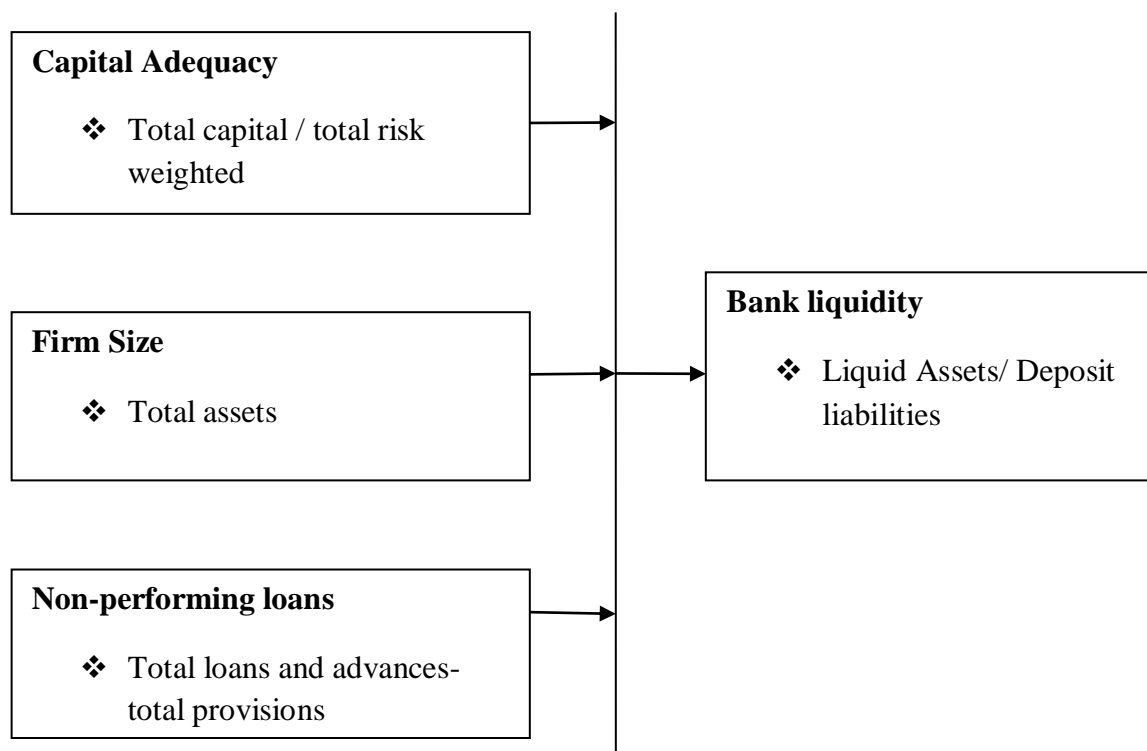 Capital Adequacy
❖ Total capital / total risk
weighted
Firm Size
❖ Total assets
Non-performing loans
❖ Total loans and advances-
total provisions
Bank liquidity
❖ Liquid Assets/ Deposit
liabilities